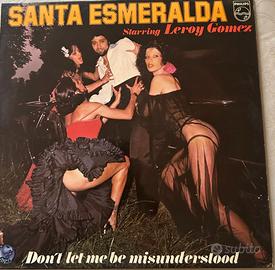 SANTA ESMERALDA
PHILIPS
Starring Leroy Gomez
Don't let me be misunderstood
subito